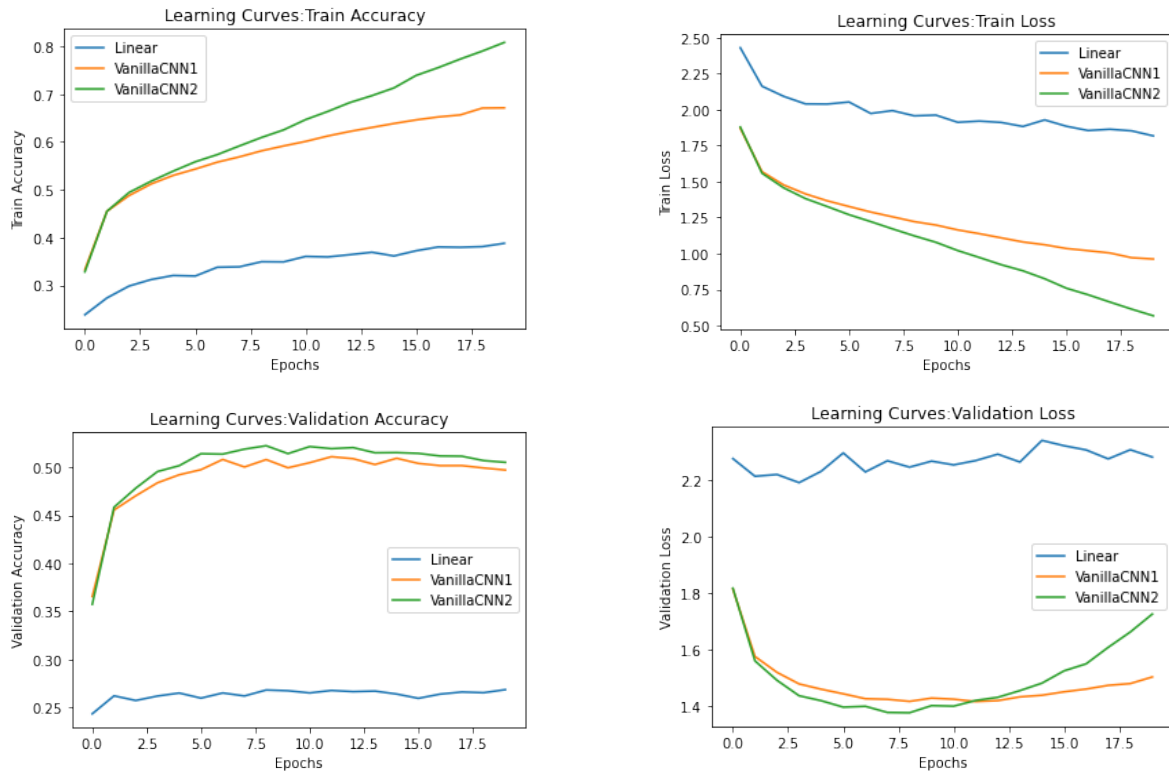 Learning Curves:Train Accuracy
Train Accuracy
0.8
0.7
0.6
0.5
0.4
0.3
Linear
VanillaCNN1
VanillaCNN2
0.0 2.5 5.0 7.5 10.0 12.5 15.0 17.5
Epochs
Learning Curves:Train Loss
Train Loss
2.50
2.25
2.00
1.75
1.50
1.25
1.00
0.75
0.50
Linear
VanillaCNN1
VanillaCNN2
0.0 2.5 5.0 7.5 10.0 12.5 15.0 17.5
Epochs
Learning Curves:Validation Accuracy
Validation Accuracy
0.50
0.45
0.40
0.35
0.30
0.25
Linear
VanillaCNN1
VanillaCNN2
0.0 2.5 5.0 7.5 10.0 12.5 15.0 17.5
Epochs
Learning Curves:Validation Loss
Validation Loss
2.2
2.0
1.8
1.6
1.4
Linear
VanillaCNN1
VanillaCNN2
0.0 2.5 5.0 7.5 10.0 12.5 15.0 17.5
Epochs